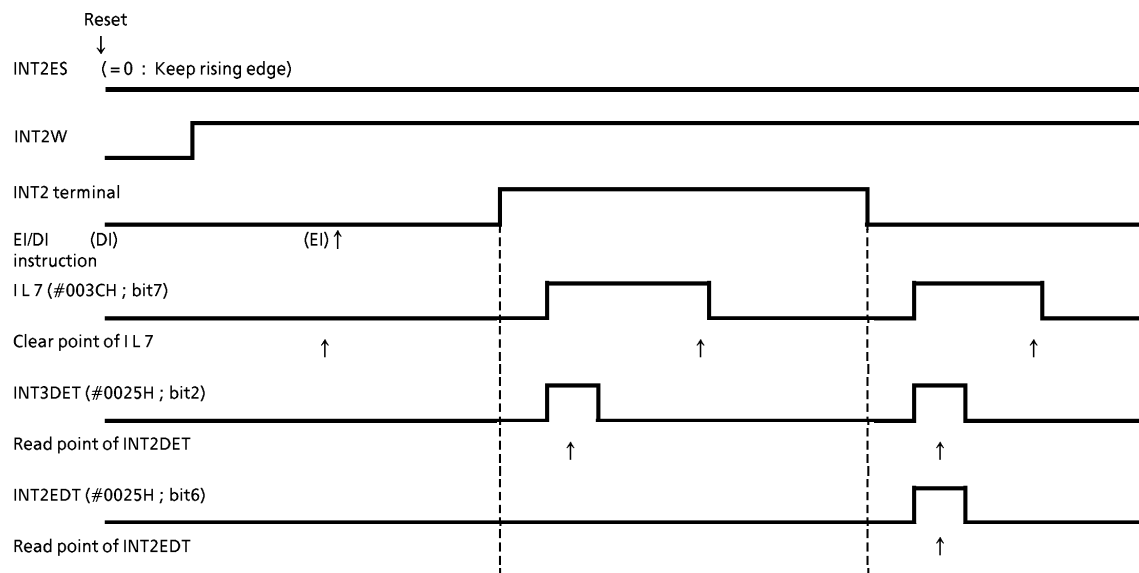 Reset
↓
INT2ES (=0 : Keep rising edge)
INT2W
INT2 terminal
EI/DI (DI) (EI) ↑
instruction
I L 7 (#003CH ; bit7)
Clear point of I L 7 ↑ ↑ ↑
INT3DET (#0025H ; bit2)
Read point of INT2DET ↑ ↑
INT2EDT (#0025H ; bit6)
Read point of INT2EDT ↑